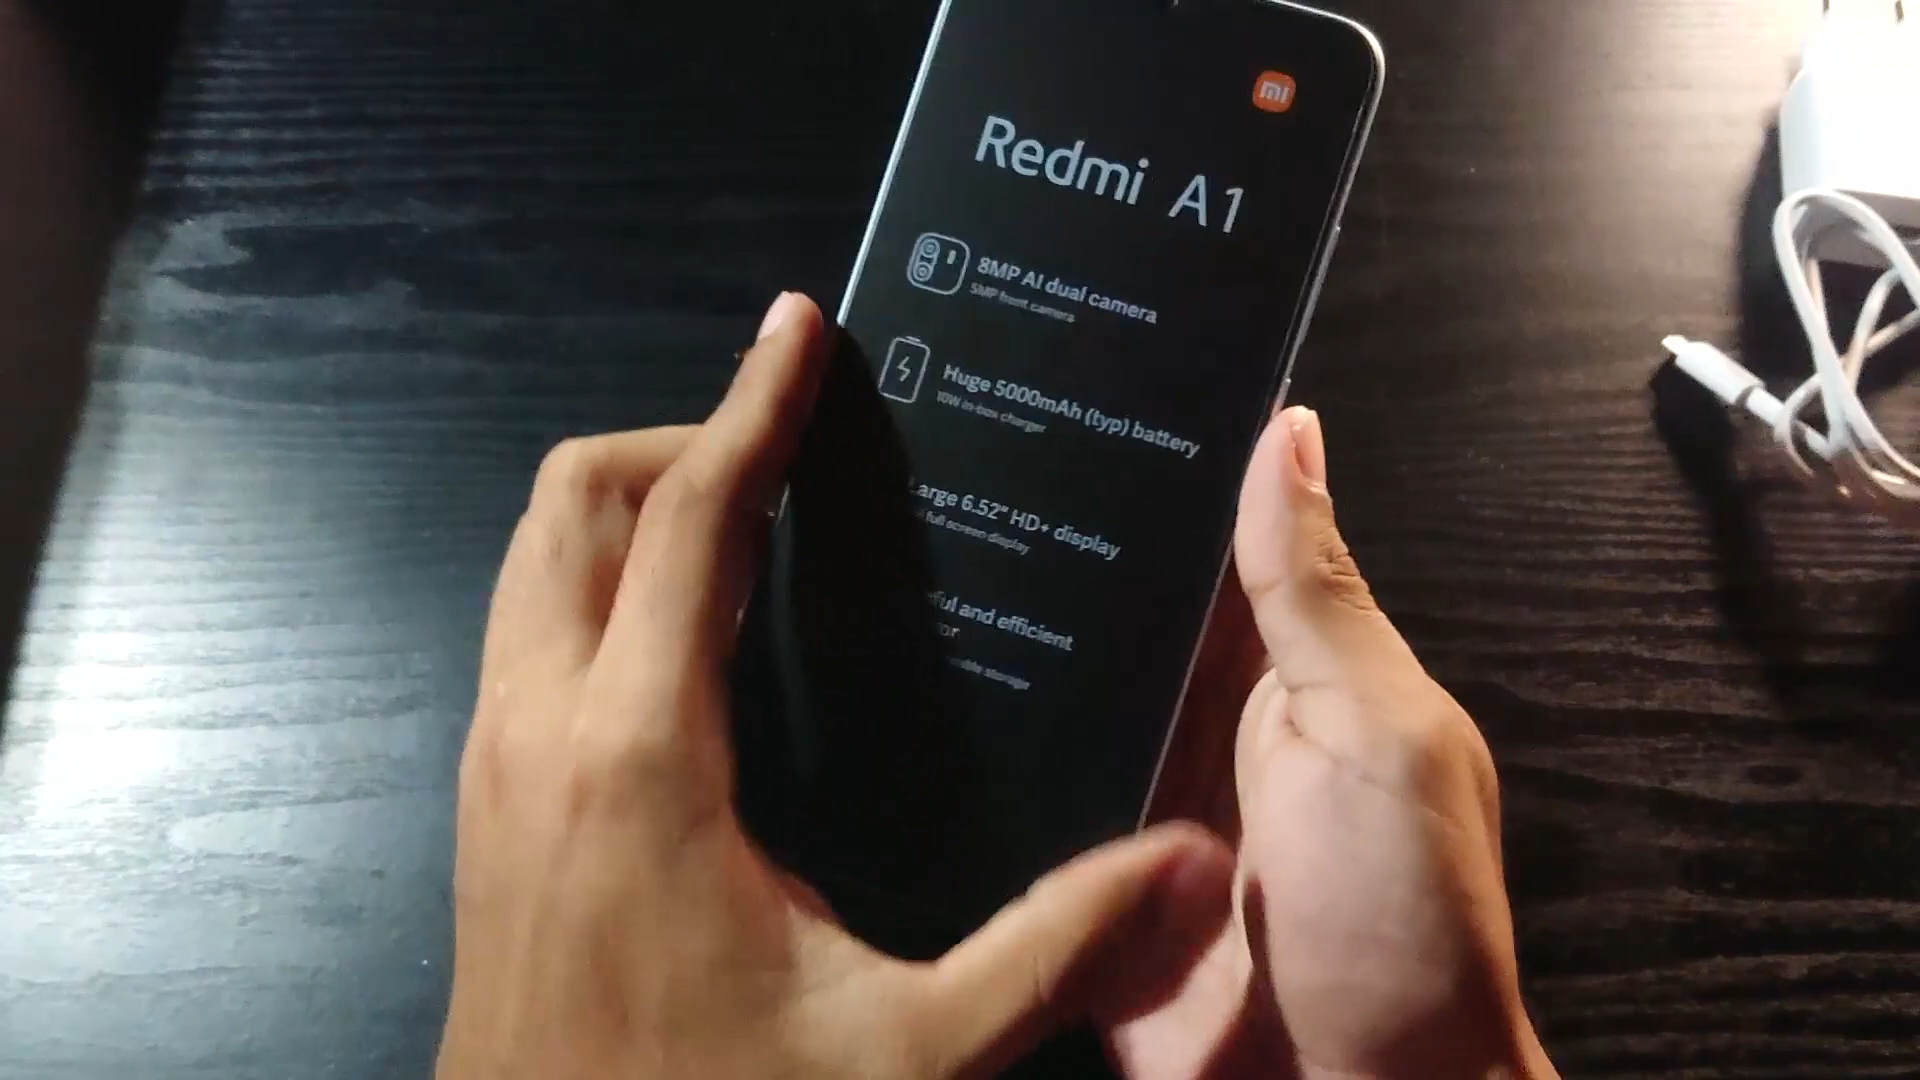 mi
Redmi A1
8MP AI dual camera
5MP front camera
Huge 5000mAh (typ) battery
10W in-box charger
Large 6.52" HD+ display
full screen display
and efficient
storage